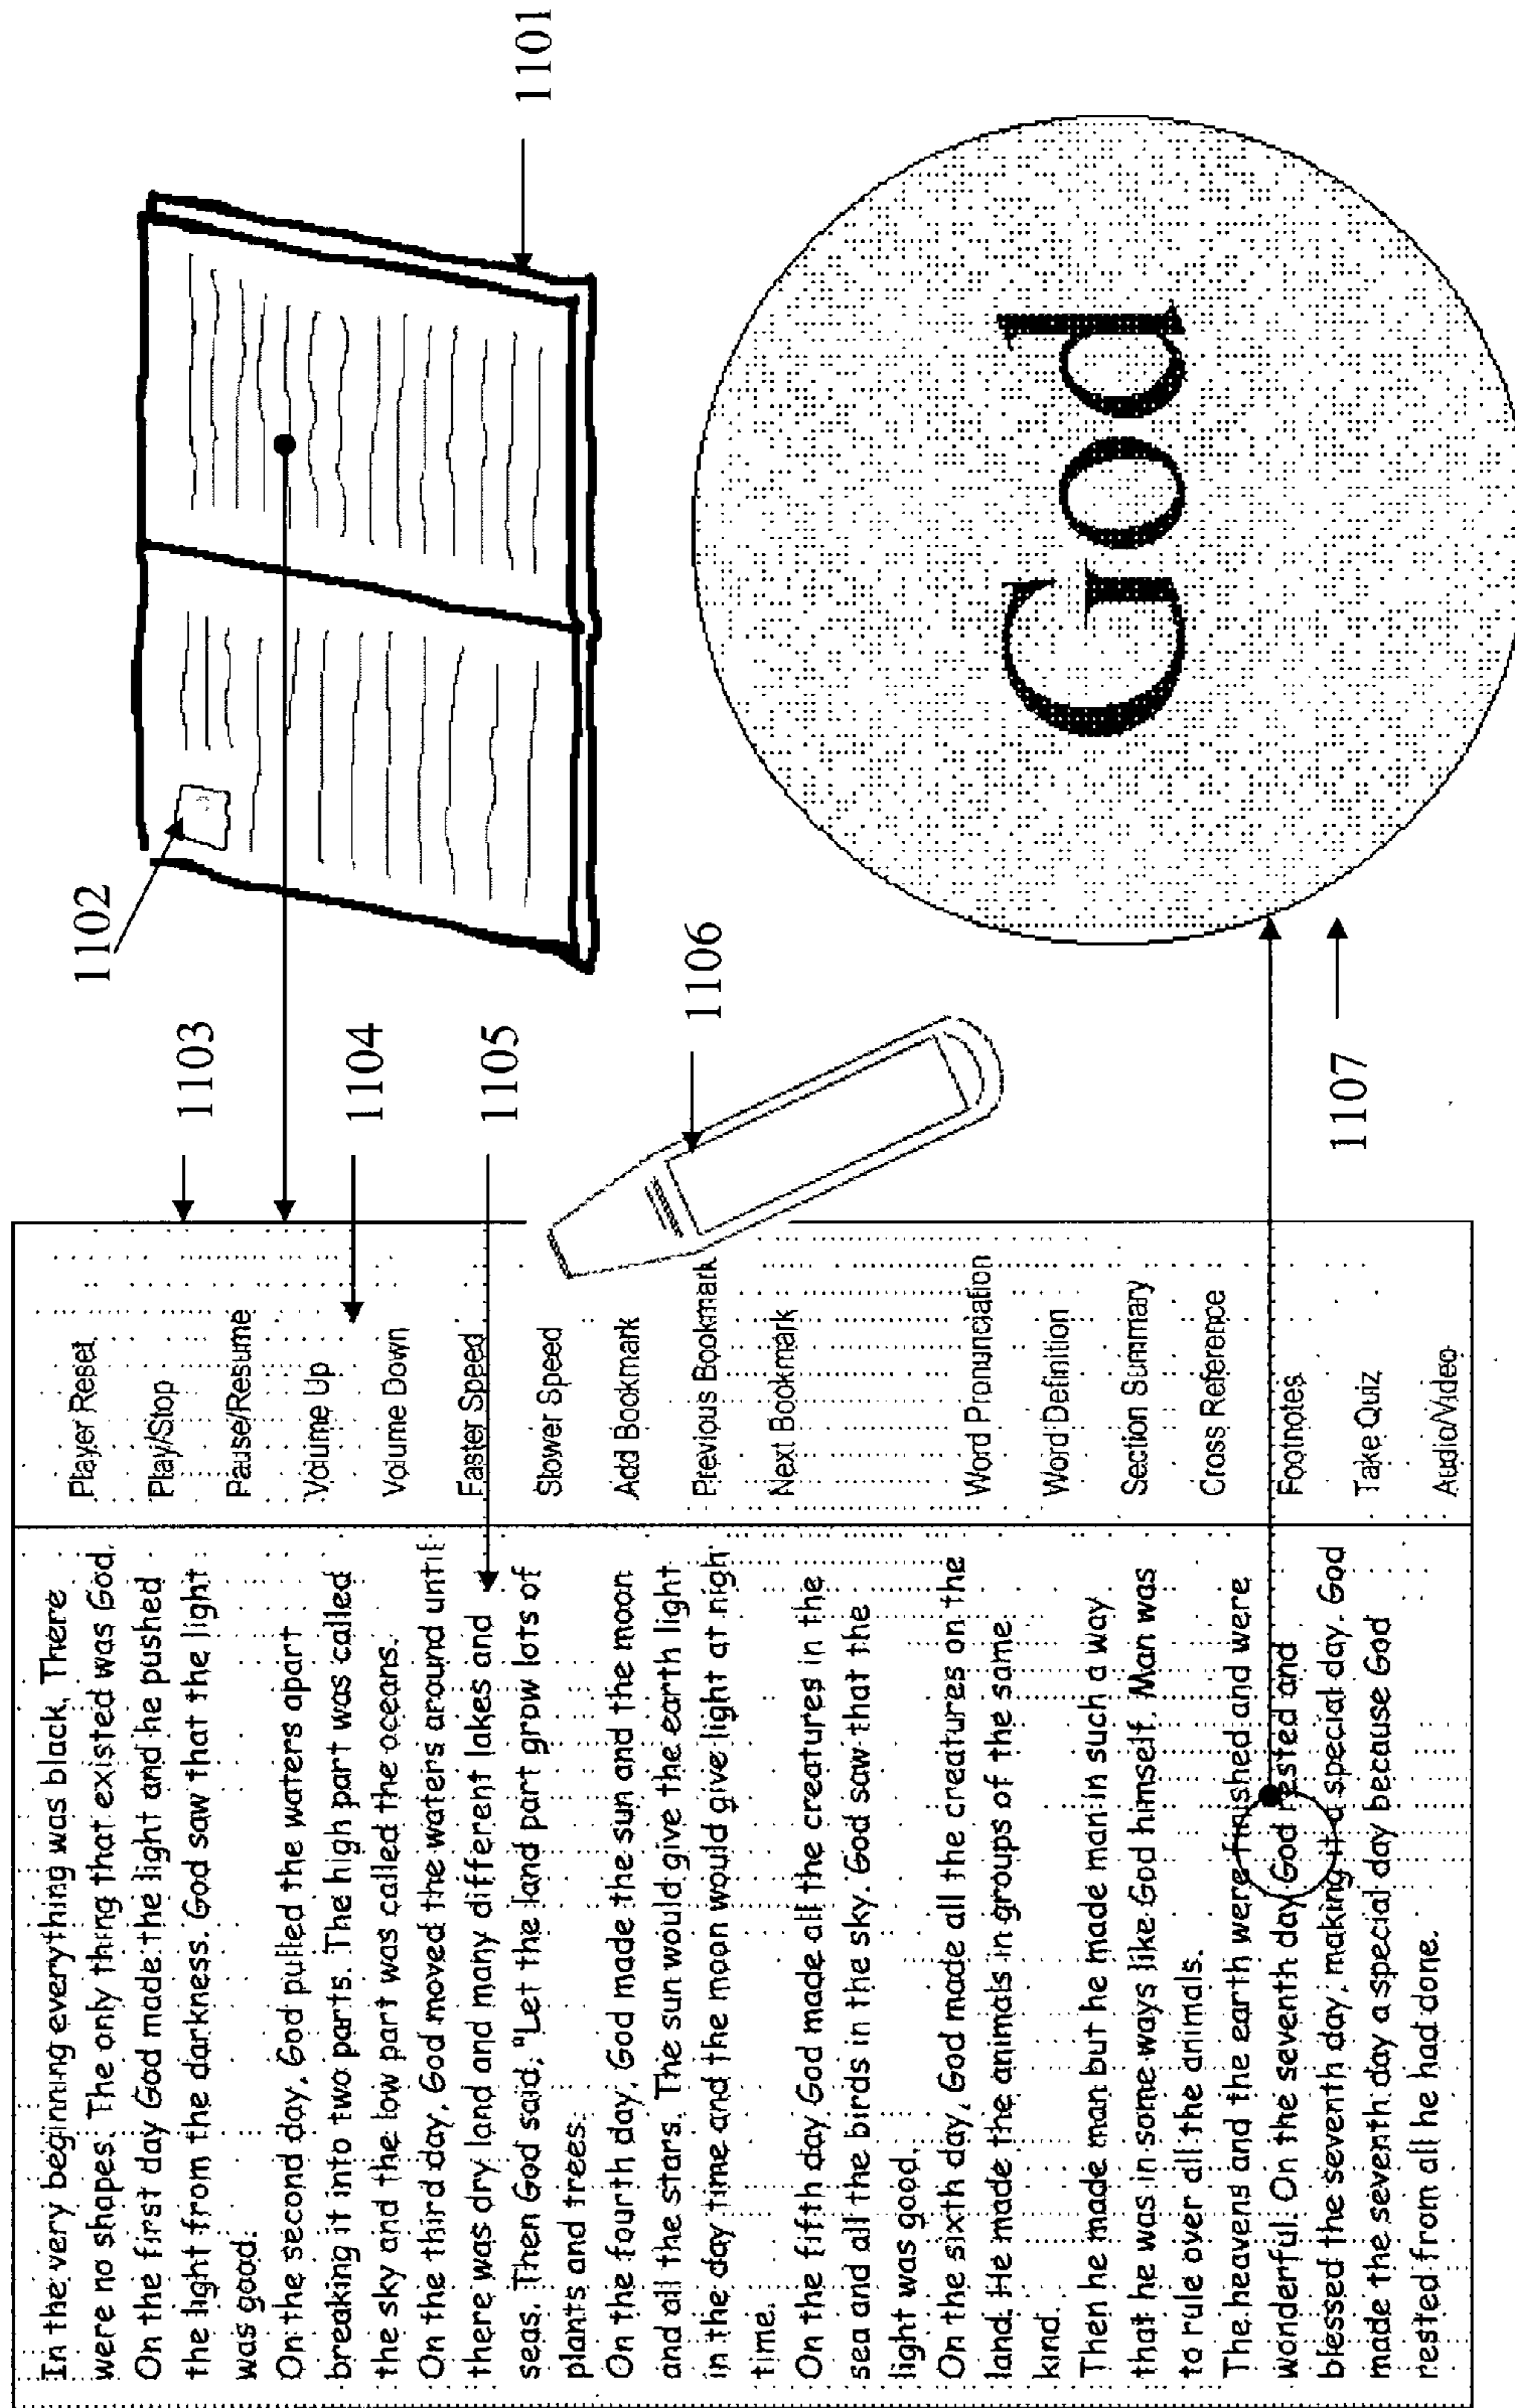 In the very beginning everything was black. There
were no shapes. The only thing that existed was God.
On the first day God made the light and he pushed
the light from the darkness. God saw that the light
was good.
On the second day, God pulled the waters apart
breaking it into two parts. The high part was called
the sky and the low part was called the oceans.
On the third day, God moved the waters around until
there was dry land and many different lakes and
seas. Then God said, "Let the land part grow lots of
plants and trees.
On the fourth day, God made the sun and the moon
and all the stars. The sun would give the earth light
in the day time and the moon would give light at nigh
time.
On the fifth day God made all the creatures in the
sea and all the birds in the sky. God saw that the
light was good.
On the sixth day, God made all the creatures on the
land. He made the animals in groups of the same
kind.
Then he made man but he made man in such a way
that he was in some ways like God himself. Man was
to rule over all the animals.
The heavens and the earth were finished and were
wonderful. On the seventh day God rested and
blessed the seventh day, making it a special day. God
made the seventh day a special day because God
rested from all he had done.
Player Reset
Play/Stop
Pause/Resume
Volume Up
Volume Down
Faster Speed
Slower Speed
Add Bookmark
Previous Bookmark
Next Bookmark
Word Pronunciation
Word Definition
Section Summary
Cross Reference
Footnotes
Take Quiz
Audio/Video
1102
1103
1104
1105
1106
1107
1101
God